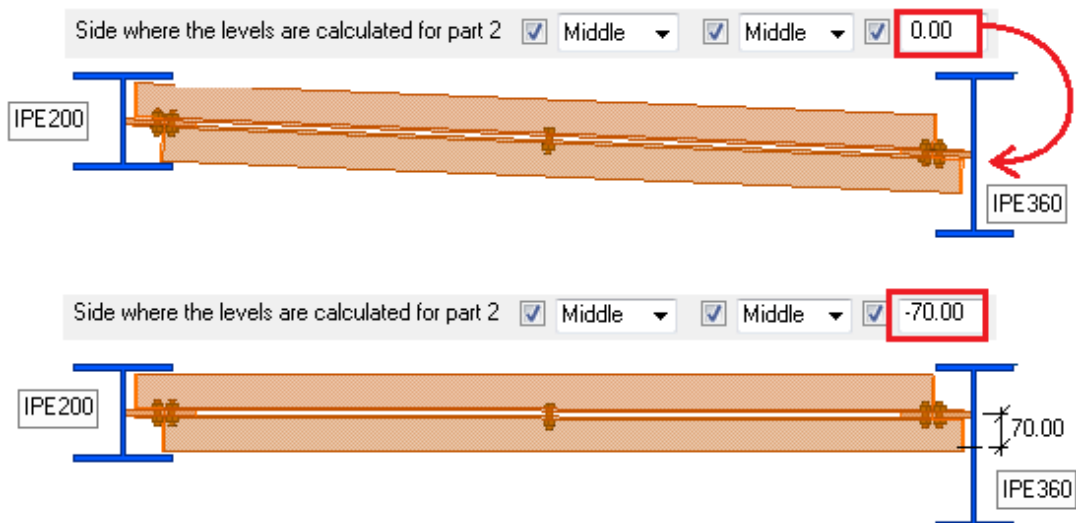 Side where the levels are calculated for part 2 Middle Middle 0.00
IPE200
IPE360
Side where the levels are calculated for part 2 Middle Middle -70.00
IPE200
70.00
IPE360